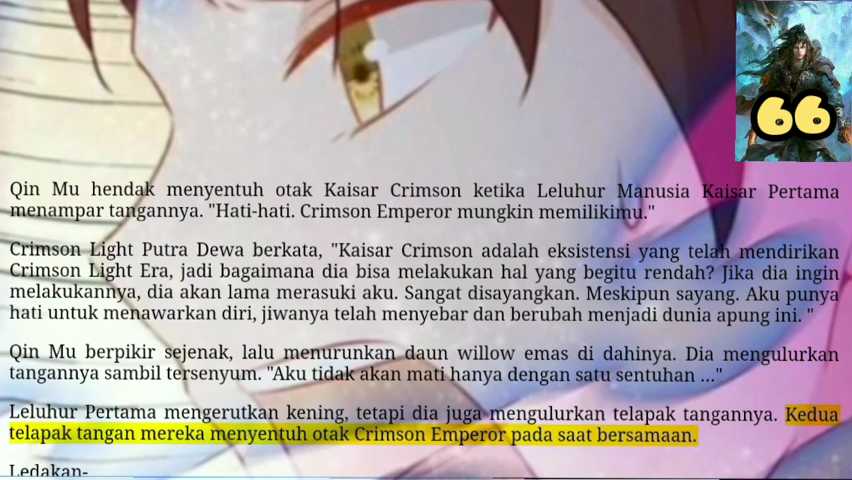 66
Qin Mu hendak menyentuh otak Kaisar Crimson ketika Leluhur Manusia Kaisar Pertama
menampar tangannya. "Hati-hati. Crimson Emperor mungkin memilikimu."
Crimson Light Putra Dewa berkata, "Kaisar Crimson adalah eksistensi yang telah mendirikan
Crimson Light Era, jadi bagaimana dia bisa melakukan hal yang begitu rendah? Jika dia ingin
melakukannya, dia akan lama merasuki aku. Sangat disayangkan. Meskipun sayang. Aku punya
hati untuk menawarkan diri, jiwanya telah menyebar dan berubah menjadi dunia apung ini. "
Qin Mu berpikir sejenak, lalu menurunkan daun willow emas di dahinya. Dia mengulurkan
tangannya sambil tersenyum. "Aku tidak akan mati hanya dengan satu sentuhan ..."
Leluhur Pertama mengerutkan kening, tetapi dia juga mengulurkan telapak tangannya. Kedua
telapak tangan mereka menyentuh otak Crimson Emperor pada saat bersamaan.
Ledakan-